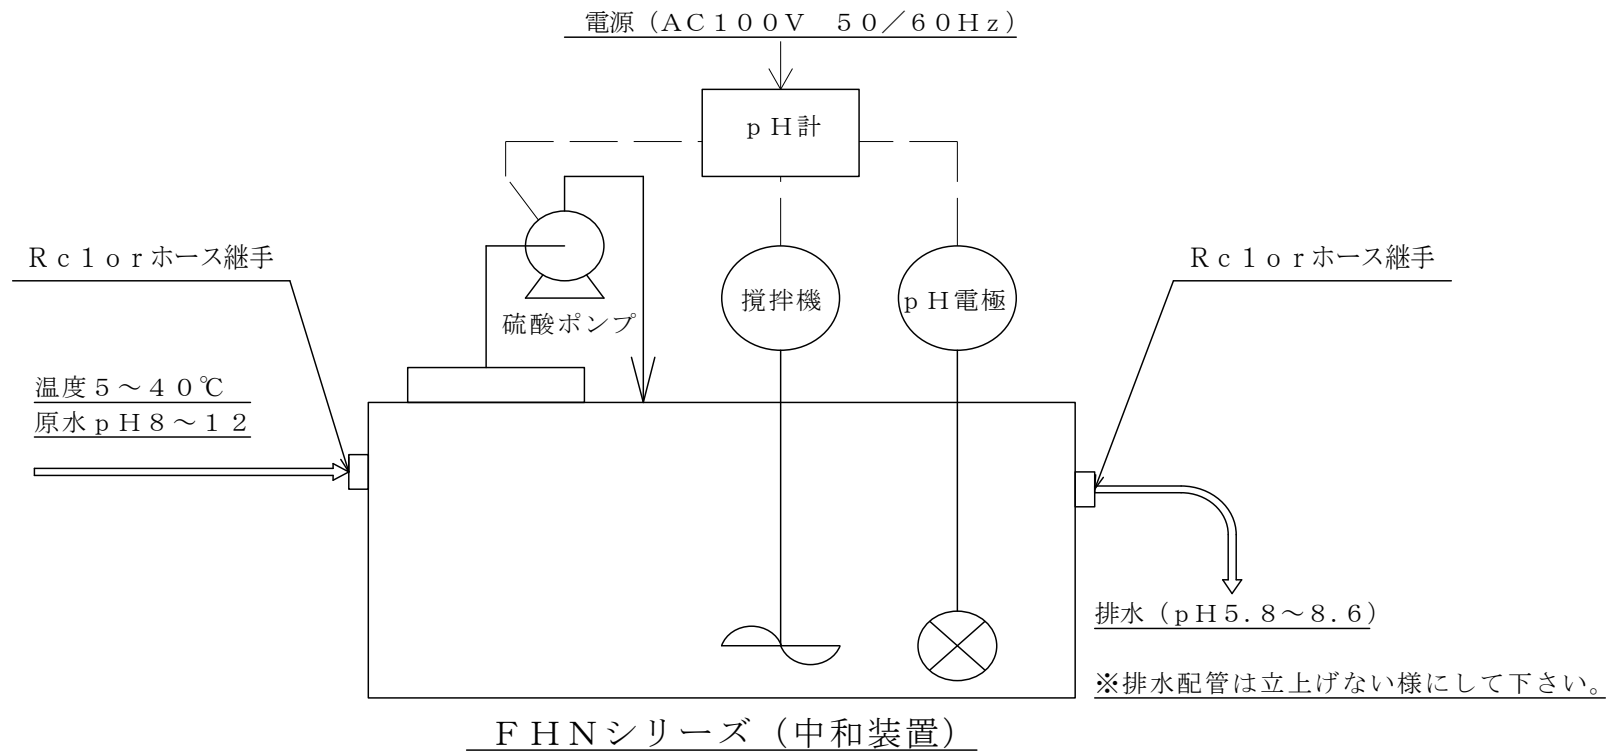 電源（ＡＣ１００Ｖ　５０／６０Ｈｚ）
ｐＨ計
Ｒｃ１ｏｒホース継手
Ｒｃ１ｏｒホース継手
攪拌機
ｐＨ電極
硫酸ポンプ
温度５～４０℃
原水ｐＨ８～１２
排水（ｐＨ５．８～８．６）
※排水配管は立上げない様にして下さい。
ＦＨＮシリーズ（中和装置）